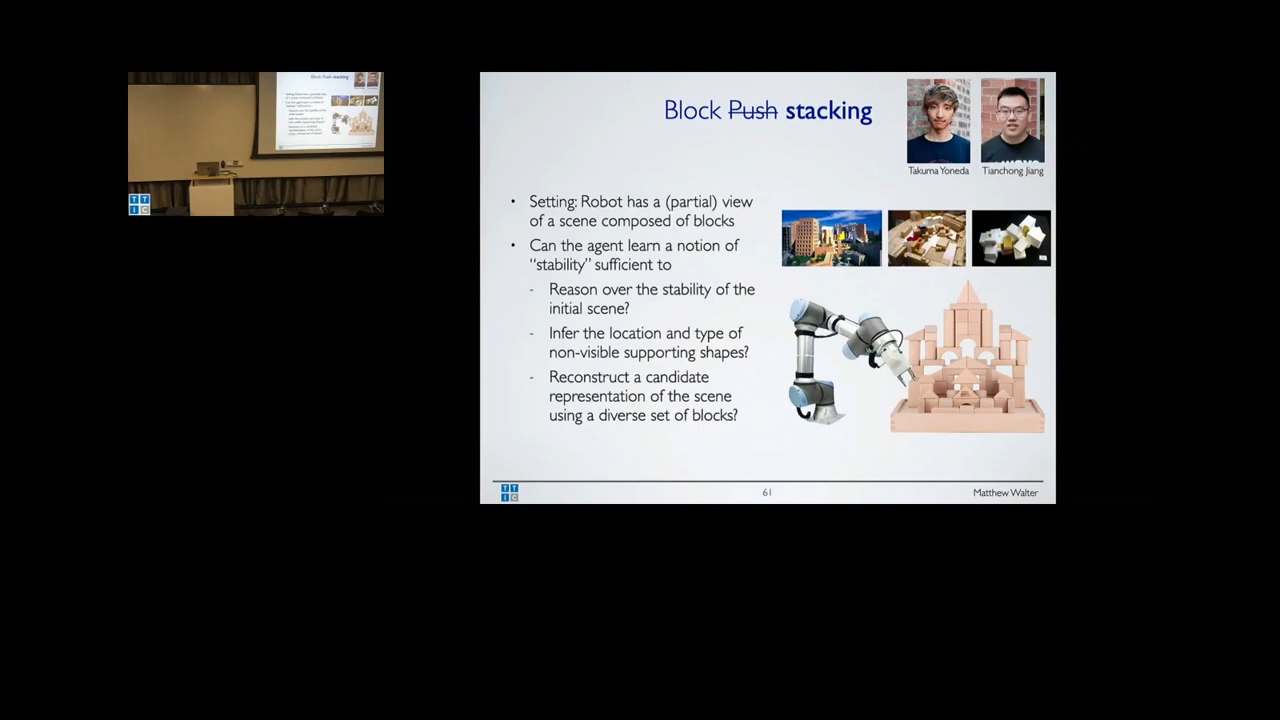 Block Push stacking
Takuma Yoneda
Tianchong Jiang
• Setting: Robot has a (partial) view
of a scene composed of blocks
• Can the agent learn a notion of
“stability” sufficient to
- Reason over the stability of the
initial scene?
- Infer the location and type of
non-visible supporting shapes?
- Reconstruct a candidate
representation of the scene
using a diverse set of blocks?
TTIC
61
Matthew Walter
TTIC